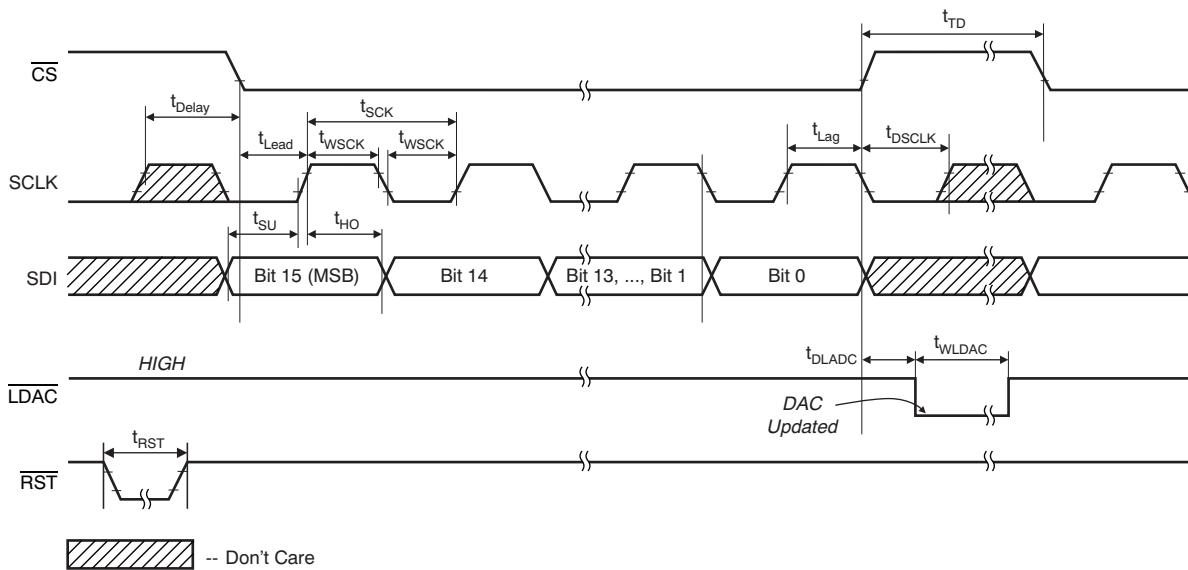 tTD
CS
tDelay
tSCK
tLead
tWSCK
tWSCK
tLag
tDSCLK
SCLK
tSU
tHO
SDI
Bit 15 (MSB)
Bit 14
Bit 13, ..., Bit 1
Bit 0
HIGH
tDLADC
tWLDAC
LDAC
DAC
Updated
tRST
RST
-- Don't Care